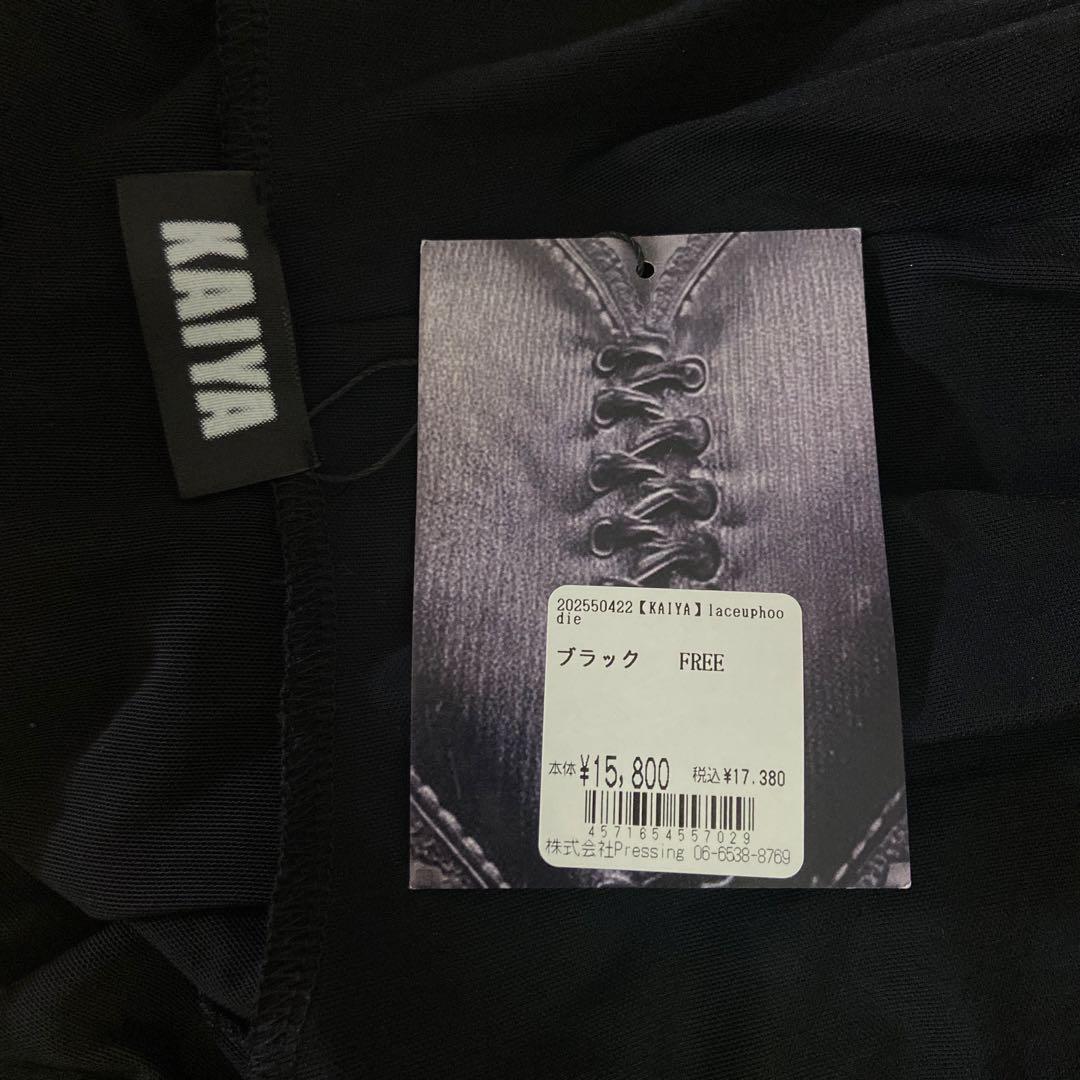 KAIYA
202550422【KAIYA】laceuphoo
die
ブラック FREE
本体¥15,800 税込¥17.380
4571654557029
株式会社Pressing 06-6538-8769